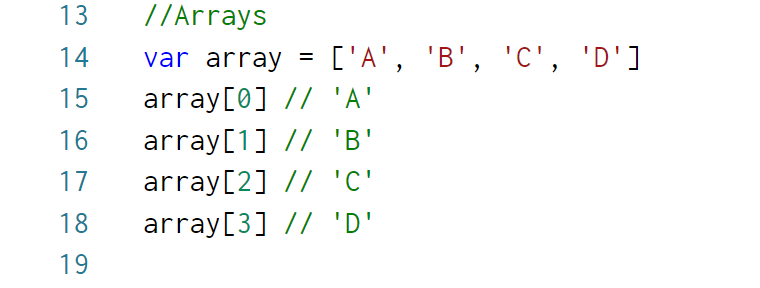 13 //Arrays
14 var array = ['A', 'B', 'C', 'D']
15 array[0] // 'A'
16 array[1] // 'B'
17 array[2] // 'C'
18 array[3] // 'D'
19